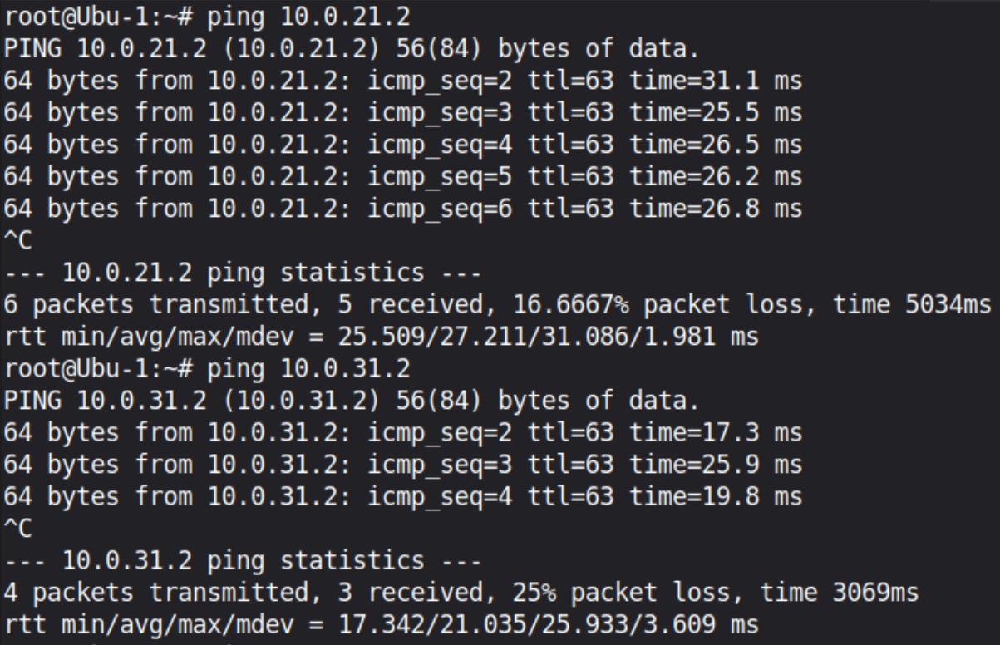 root@Ubu-1:~# ping 10.0.21.2
PING 10.0.21.2 (10.0.21.2) 56(84) bytes of data.
64 bytes from 10.0.21.2: icmp_seq=2 ttl=63 time=31.1 ms
64 bytes from 10.0.21.2: icmp_seq=3 ttl=63 time=25.5 ms
64 bytes from 10.0.21.2: icmp_seq=4 ttl=63 time=26.5 ms
64 bytes from 10.0.21.2: icmp_seq=5 ttl=63 time=26.2 ms
64 bytes from 10.0.21.2: icmp_seq=6 ttl=63 time=26.8 ms
^C
--- 10.0.21.2 ping statistics ---
6 packets transmitted, 5 received, 16.6667% packet loss, time 5034ms
rtt min/avg/max/mdev = 25.509/27.211/31.086/1.981 ms
root@Ubu-1:~# ping 10.0.31.2
PING 10.0.31.2 (10.0.31.2) 56(84) bytes of data.
64 bytes from 10.0.31.2: icmp_seq=2 ttl=63 time=17.3 ms
64 bytes from 10.0.31.2: icmp_seq=3 ttl=63 time=25.9 ms
64 bytes from 10.0.31.2: icmp_seq=4 ttl=63 time=19.8 ms
^C
--- 10.0.31.2 ping statistics ---
4 packets transmitted, 3 received, 25% packet loss, time 3069ms
rtt min/avg/max/mdev = 17.342/21.035/25.933/3.609 ms